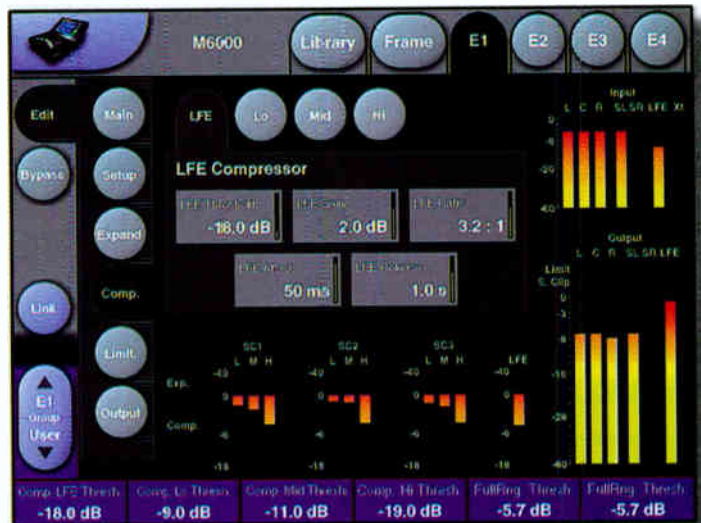 M6000
Library
Frame
E1
E2
E3
E4
Edit
Main
LFE
Lo
Mid
Hi
Input
L C R SL SR LFE Xt
Bypass
Setup
LFE Compressor
-18.0 dB
2.0 dB
3.2 : 1
Expand
50 ms
1.0 s
Output
L C R SL SR LFE
Limit
S. Clip
Comp.
Link
Limit.
SC1
L M H
SC2
L M H
SC3
L M H
LFE
Exp.
Comp.
Output
E1
Group
User
Comp LFE Thresh
Comp. Lo Thresh
Comp. Mid Thresh
Comp. Hi Thresh
FullRng. Thresh
FullRng. Thresh
-18.0 dB
-9.0 dB
-11.0 dB
-19.0 dB
-5.7 dB
-5.7 dB